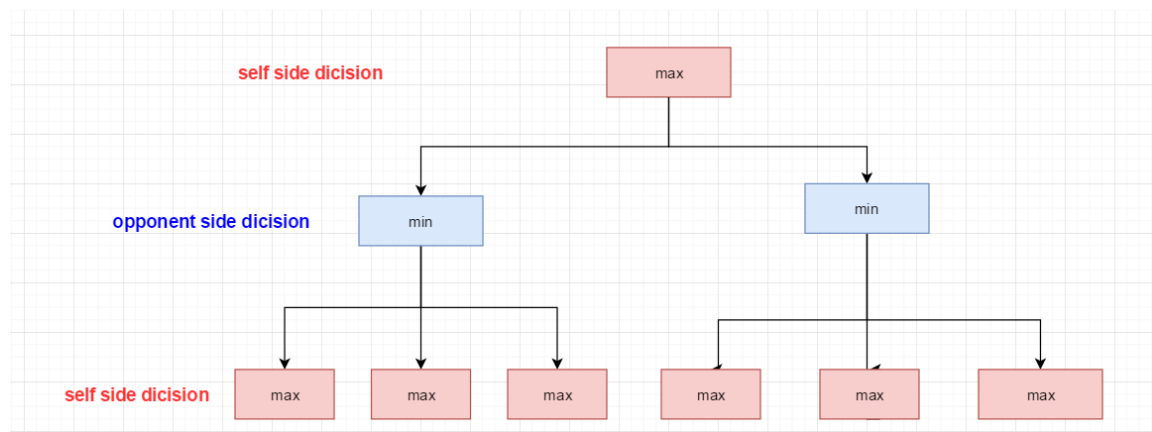 self side dicision
max
opponent side dicision
min
min
self side dicision
max
max
max
max
max
max